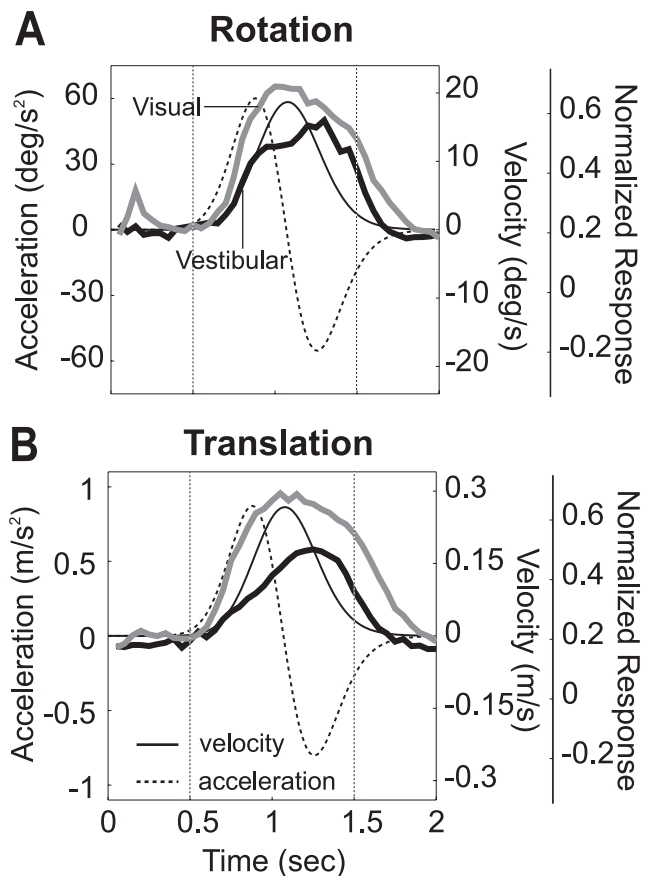 A
Rotation
Acceleration (deg/s²)
60
30
0
-30
-60
Visual
Vestibular
20
10
0
-10
-20
Velocity (deg/s)
0.6
0.4
0.2
0
-0.2
Normalized Response
B
Translation
Acceleration (m/s²)
1
0.5
0
-0.5
-1
velocity
acceleration
0.3
0.15
0
-0.15
-0.3
Velocity (m/s)
0.6
0.4
0.2
0
-0.2
Normalized Response
0 0.5 1 1.5 2
Time (sec)